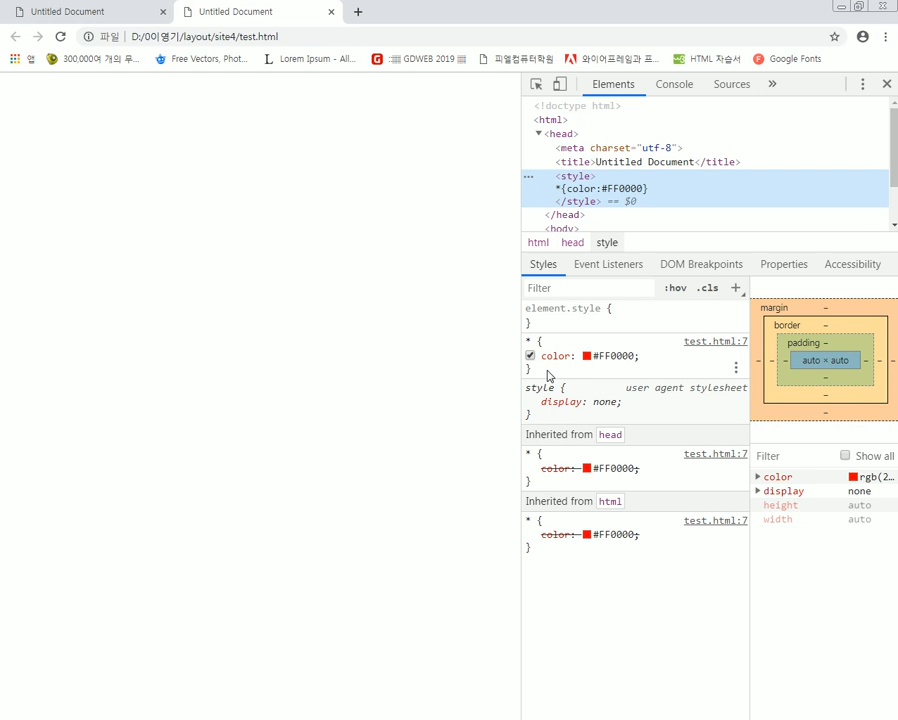 Untitled Document
Untitled Document
파일 D:/0이영기/layout/site4/test.html
앱 300,000여 개의 무... Free Vectors, Phot... Lorem Ipsum - All... GDWEB 2019 피엘컴퓨터학원 와이어프레임과 프... HTML 자습서 Google Fonts
Elements Console Sources »
<!doctype html>
<html>
<head>
<meta charset="utf-8">
<title>Untitled Document</title>
<style>
*{color:#FF0000}
</style> == $0
</head>
<body>
html head style
Styles Event Listeners DOM Breakpoints Properties Accessibility
Filter :hov .cls +
element.style {
}
* { test.html:7
color: #FF0000;
}
style { user agent stylesheet
display: none;
}
Inherited from head
* { test.html:7
color: #FF0000;
}
Inherited from html
* { test.html:7
color: #FF0000;
}
margin –
border –
padding –
– – – auto × auto – – –
–
–
–
Filter Show all
color rgb(2...
display none
height auto
width auto